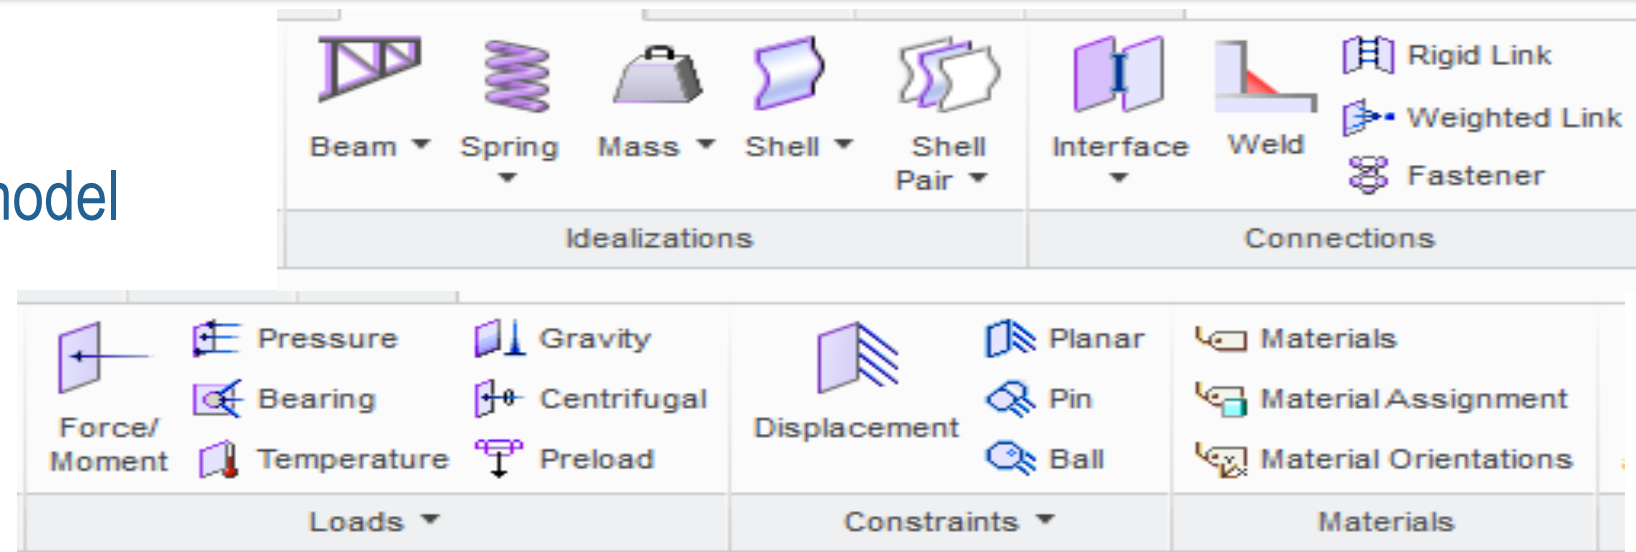 Beam Spring Mass Shell Shell Pair Interface Weld
Rigid Link
Weighted Link
Fastener
Idealizations Connections
Force/ Moment
Pressure Gravity
Bearing Centrifugal
Temperature Preload
Displacement
Planar
Pin
Ball
Materials
Material Assignment
Material Orientations
Loads Constraints Materials